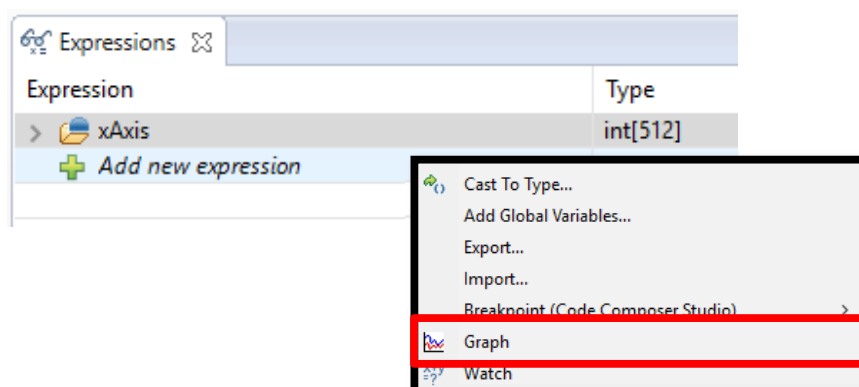 Expressions
Expression Type
xAxis int[512]
Add new expression
Cast To Type...
Add Global Variables...
Export...
Import...
Breakpoint (Code Composer Studio)
Graph
Watch